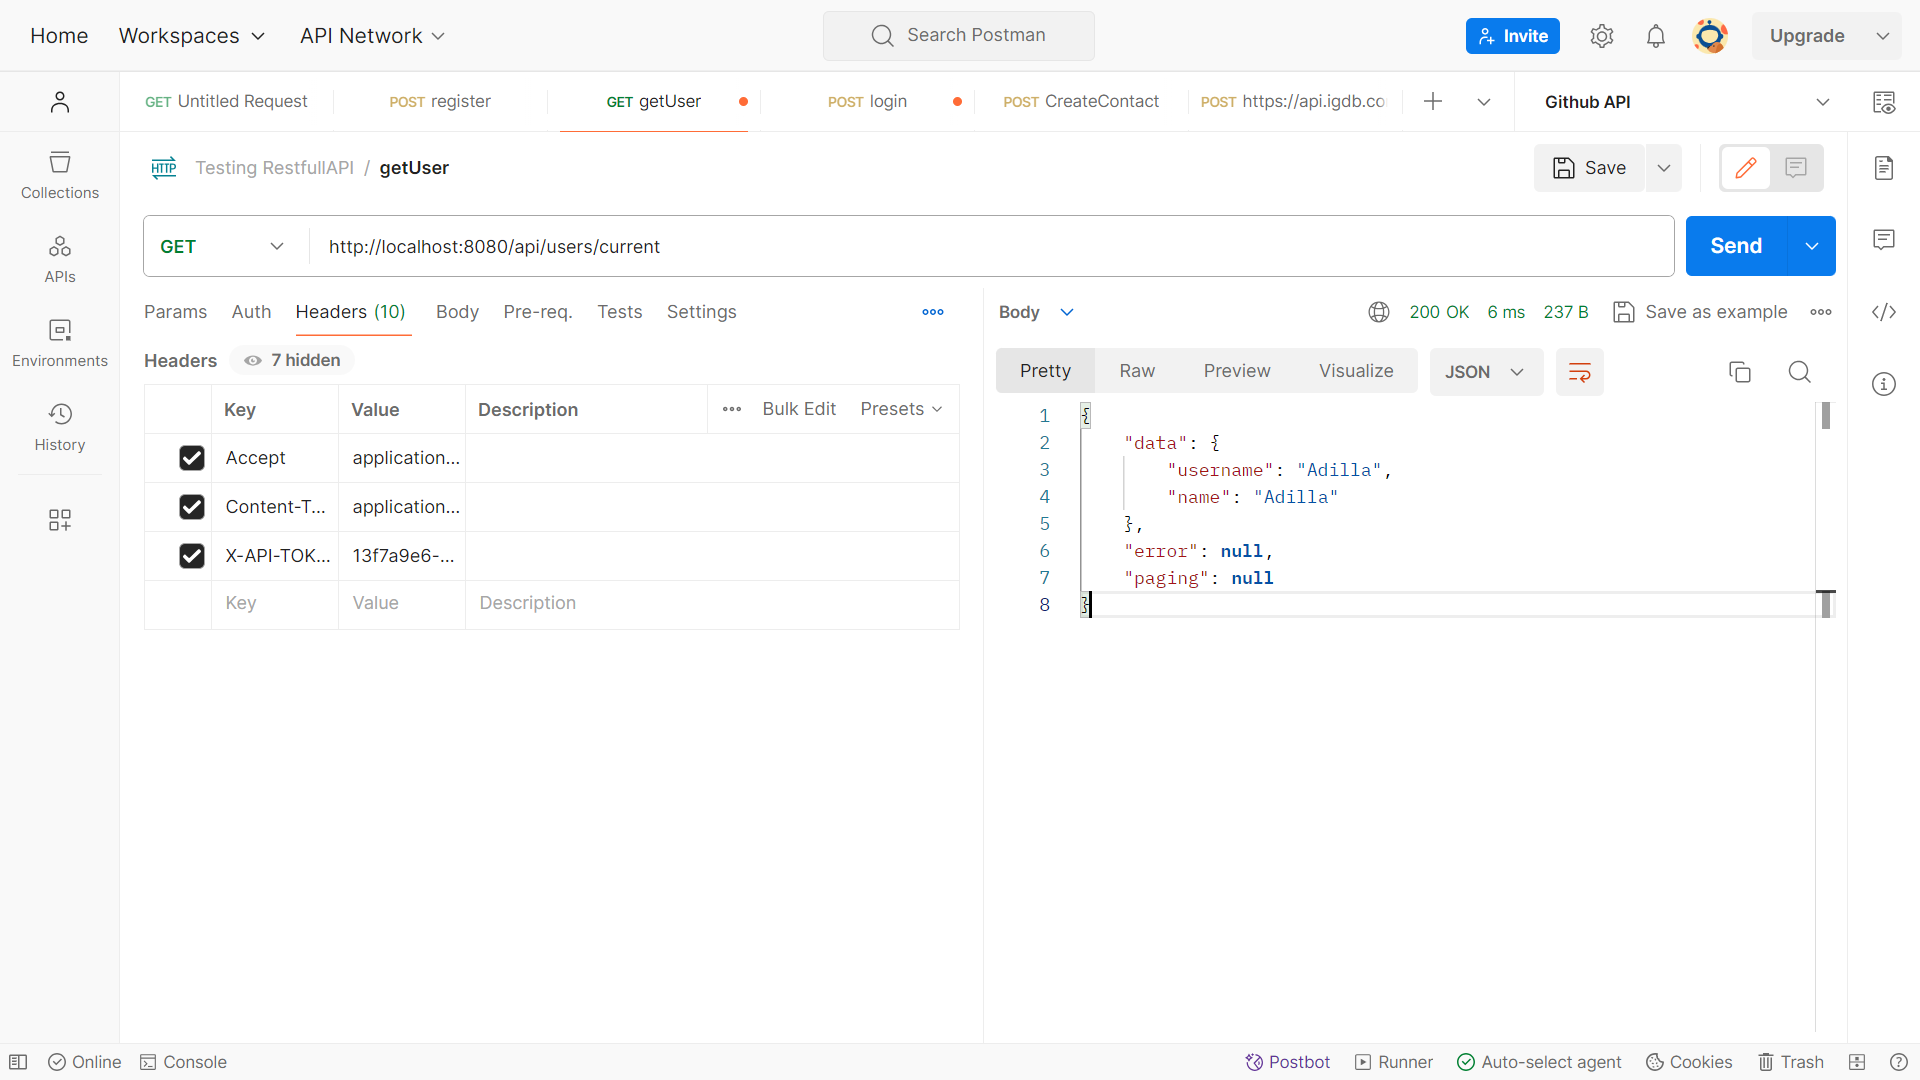 Home Workspaces API Network Search Postman Invite Upgrade
GET Untitled Request POST register GET getUser POST login POST CreateContact POST https://api.igdb.co Github API
HTTP Testing RestfullAPI / getUser Save
GET http://localhost:8080/api/users/current Send
Collections
APIs
Environments
History
Params Auth Headers (10) Body Pre-req. Tests Settings
Headers 7 hidden
Key Value Description Bulk Edit Presets
Accept application...
Content-T... application...
X-API-TOK... 13f7a9e6-...
Key Value Description
Body 200 OK 6 ms 237 B Save as example
Pretty Raw Preview Visualize JSON
1 {
2 "data": {
3 "username": "Adilla",
4 "name": "Adilla"
5 },
6 "error": null,
7 "paging": null
8 }
Online Console Postbot Runner Auto-select agent Cookies Trash